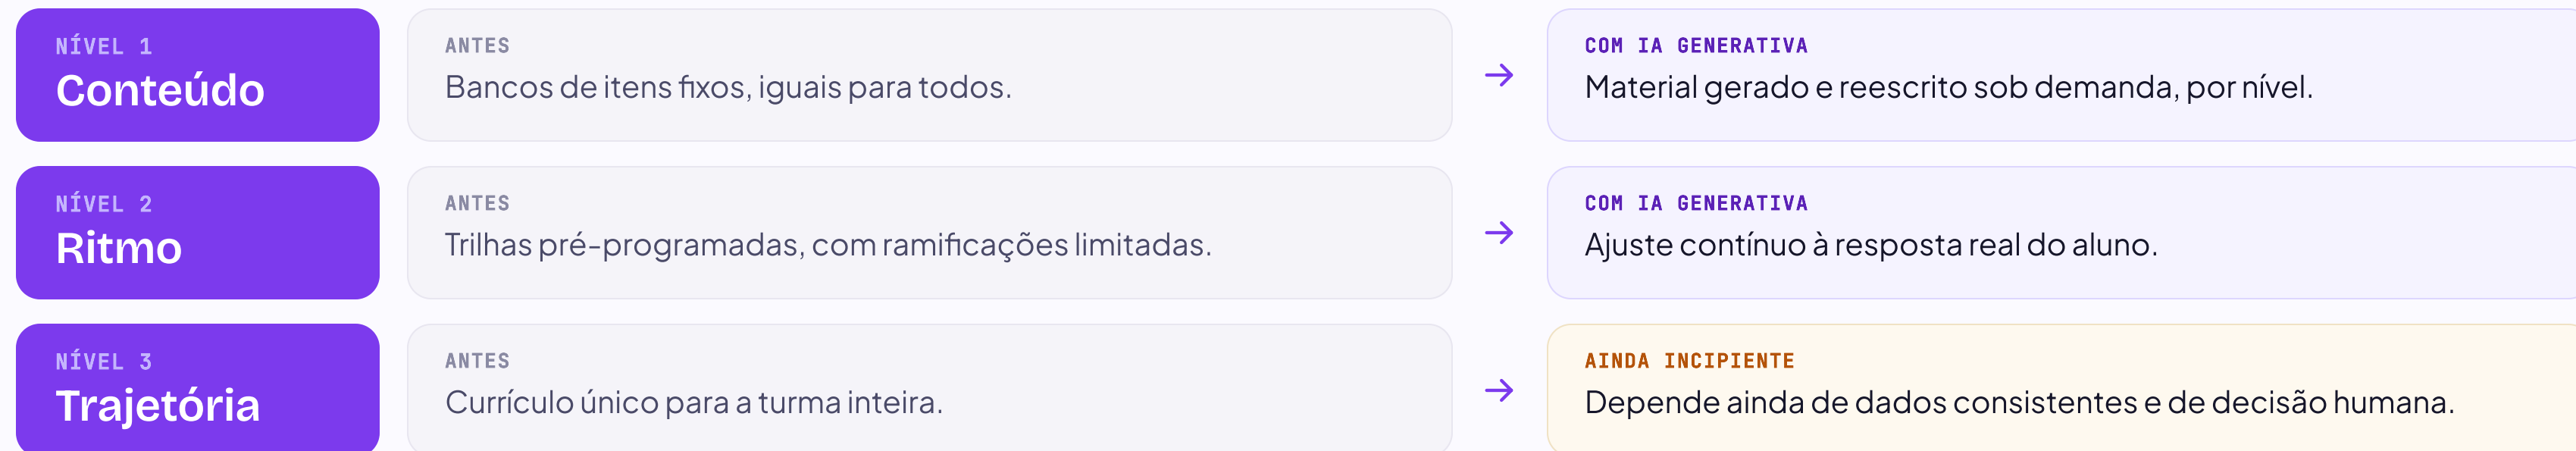 NÍVEL 1
Conteúdo
ANTES
Bancos de itens fixos, iguais para todos.
→
COM IA GENERATIVA
Material gerado e reescrito sob demanda, por nível.
NÍVEL 2
Ritmo
ANTES
Trilhas pré-programadas, com ramificações limitadas.
→
COM IA GENERATIVA
Ajuste contínuo à resposta real do aluno.
NÍVEL 3
Trajetória
ANTES
Currículo único para a turma inteira.
→
AINDA INCIPIENTE
Depende ainda de dados consistentes e de decisão humana.